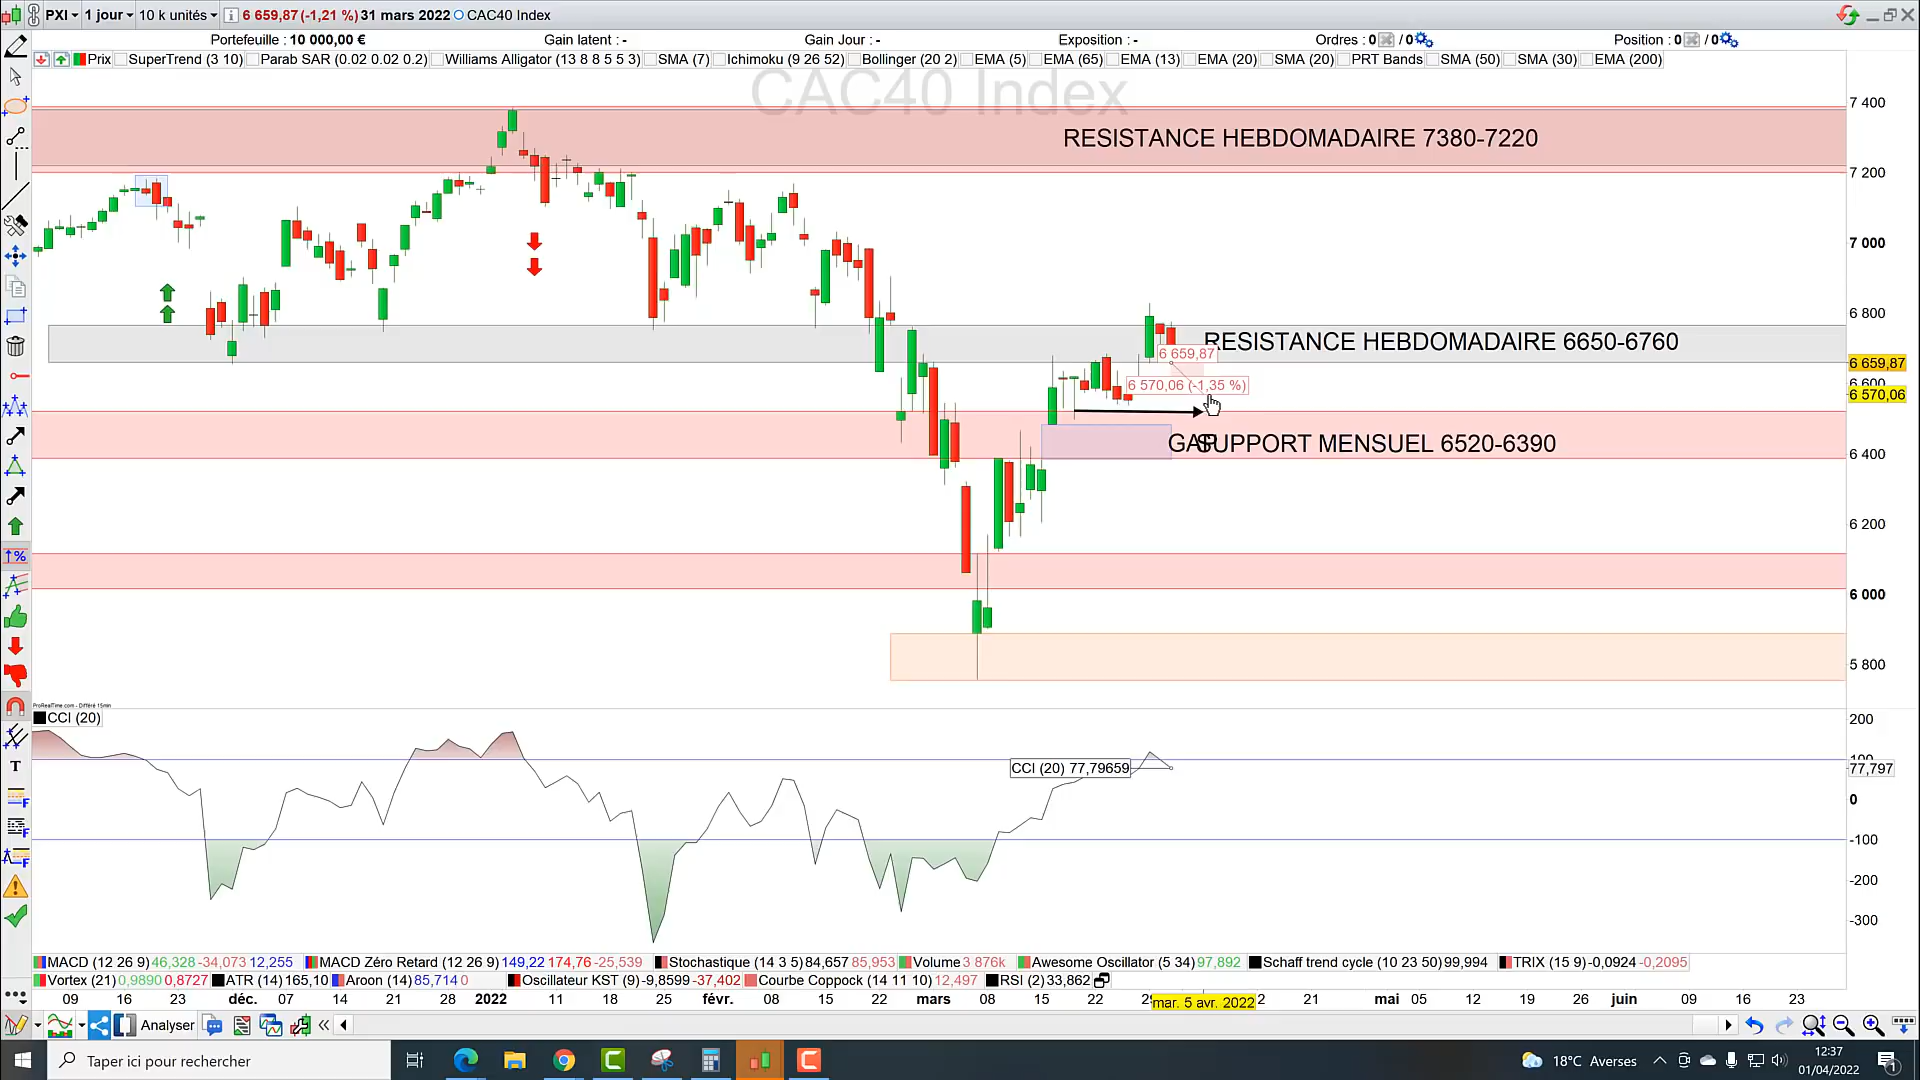 PXI 1 jour 10 k unités 6 659,87 (-1,21 %) 31 mars 2022 CAC40 Index
Portefeuille : 10 000,00 € Gain latent : - Gain Jour : - Exposition : - Ordres : 0 / 0 Position : 0 / 0
Prix SuperTrend (3 10) Parab SAR (0.02 0.02 0.2) Williams Alligator (13 8 8 5 5 3) SMA (7) Ichimoku (9 26 52) Bollinger (20 2) EMA (5) EMA (65) EMA (13) EMA (20) SMA (20) PRT Bands SMA (50) SMA (30) EMA (200)
CAC40 Index
7 400
RESISTANCE HEBDOMADAIRE 7380-7220
7 200
7 000
6 800
RESISTANCE HEBDOMADAIRE 6650-6760
6 659,87
6 659,87
6 600
6 570,06 (-1,35 %)
6 570,06
GAP
SUPPORT MENSUEL 6520-6390
6 400
6 200
6 000
5 800
ProRealTime.com - Différé 15min
CCI (20)
200
100
CCI (20) 77,79659
77,797
0
-100
-200
-300
MACD (12 26 9) 46,328 -34,073 12,255 MACD Zéro Retard (12 26 9) 149,22 174,76 -25,539 Stochastique (14 3 5) 84,657 85,953 Volume 3 876k Awesome Oscillator (5 34) 97,892 Schaff trend cycle (10 23 50) 99,994 TRIX (15 9) -0,0924 -0,2095
Vortex (21) 0,9890 0,8727 ATR (14) 165,10 Aroon (14) 85,714 0 Oscillateur KST (9) -9,8599 -37,402 Courbe Coppock (14 11 10) 12,497 RSI (2) 33,862
09 16 23 déc. 07 14 21 28 2022 11 18 25 févr. 08 15 22 mars 08 15 22 29 mar. 5 avr. 2022 2 21 mai 05 12 19 26 juin 09 16 23
Analyser
Taper ici pour rechercher
18°C Averses
12:37
01/04/2022
1